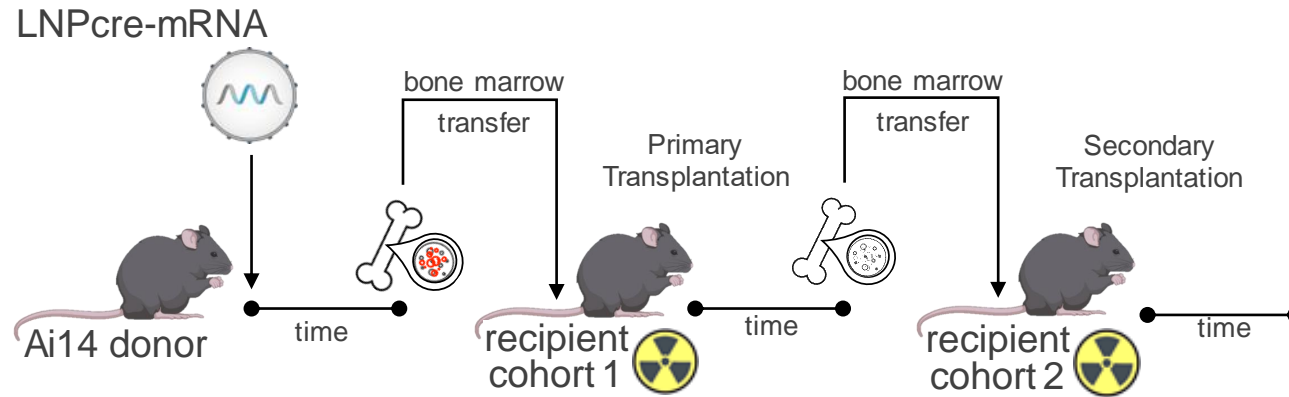 LNPcre-mRNA
bone marrow
transfer
bone marrow
transfer
Primary
Transplantation
Secondary
Transplantation
time
time
time
Ai14 donor
recipient
cohort 1
recipient
cohort 2